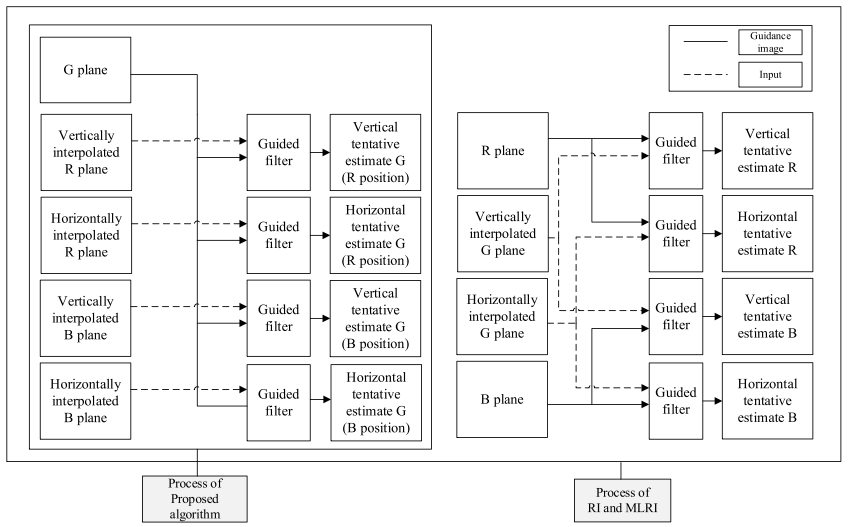 G plane
Vertically
interpolated
R plane
Guided
filter
Vertical
tentative
estimate G
(R position)
Horizontally
interpolated
R plane
Guided
filter
Horizontal
tentative
estimate G
(R position)
Vertically
interpolated
B plane
Guided
filter
Vertical
tentative
estimate G
(B position)
Horizontally
interpolated
B plane
Guided
filter
Horizontal
tentative
estimate G
(B position)
Process of
Proposed
algorithm
Guidance
image
Input
R plane
Guided
filter
Vertical
tentative
estimate R
Vertically
interpolated
G plane
Guided
filter
Horizontal
tentative
estimate R
Horizontally
interpolated
G plane
Guided
filter
Vertical
tentative
estimate B
B plane
Guided
filter
Horizontal
tentative
estimate B
Process of
RI and MLRI